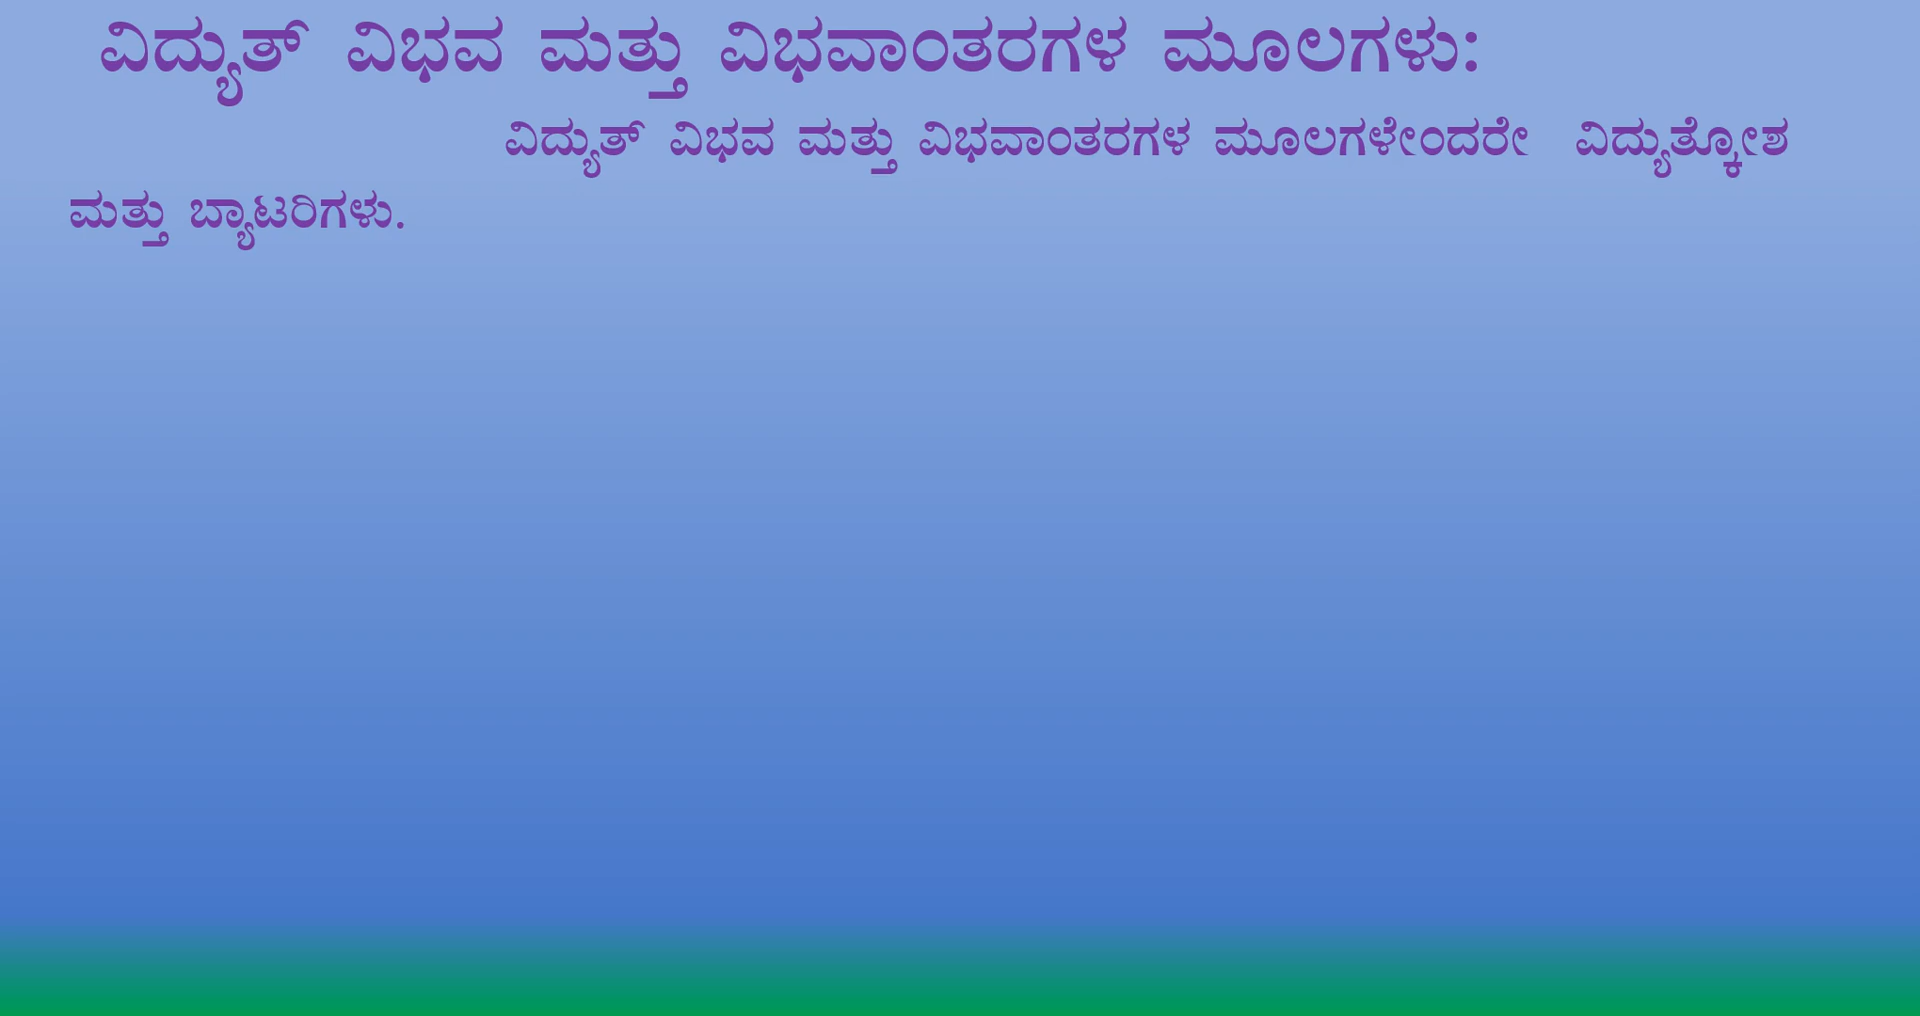 ವಿದ್ಯುತ್ ವಿಭವ ಮತ್ತು ವಿಭವಾಂತರಗಳ ಮೂಲಗಳು:
ವಿದ್ಯುತ್ ವಿಭವ ಮತ್ತು ವಿಭವಾಂತರಗಳ ಮೂಲಗಳೇಂದರೇ ವಿದ್ಯುತ್ಕೋಶ
ಮತ್ತು ಬ್ಯಾಟರಿಗಳು.